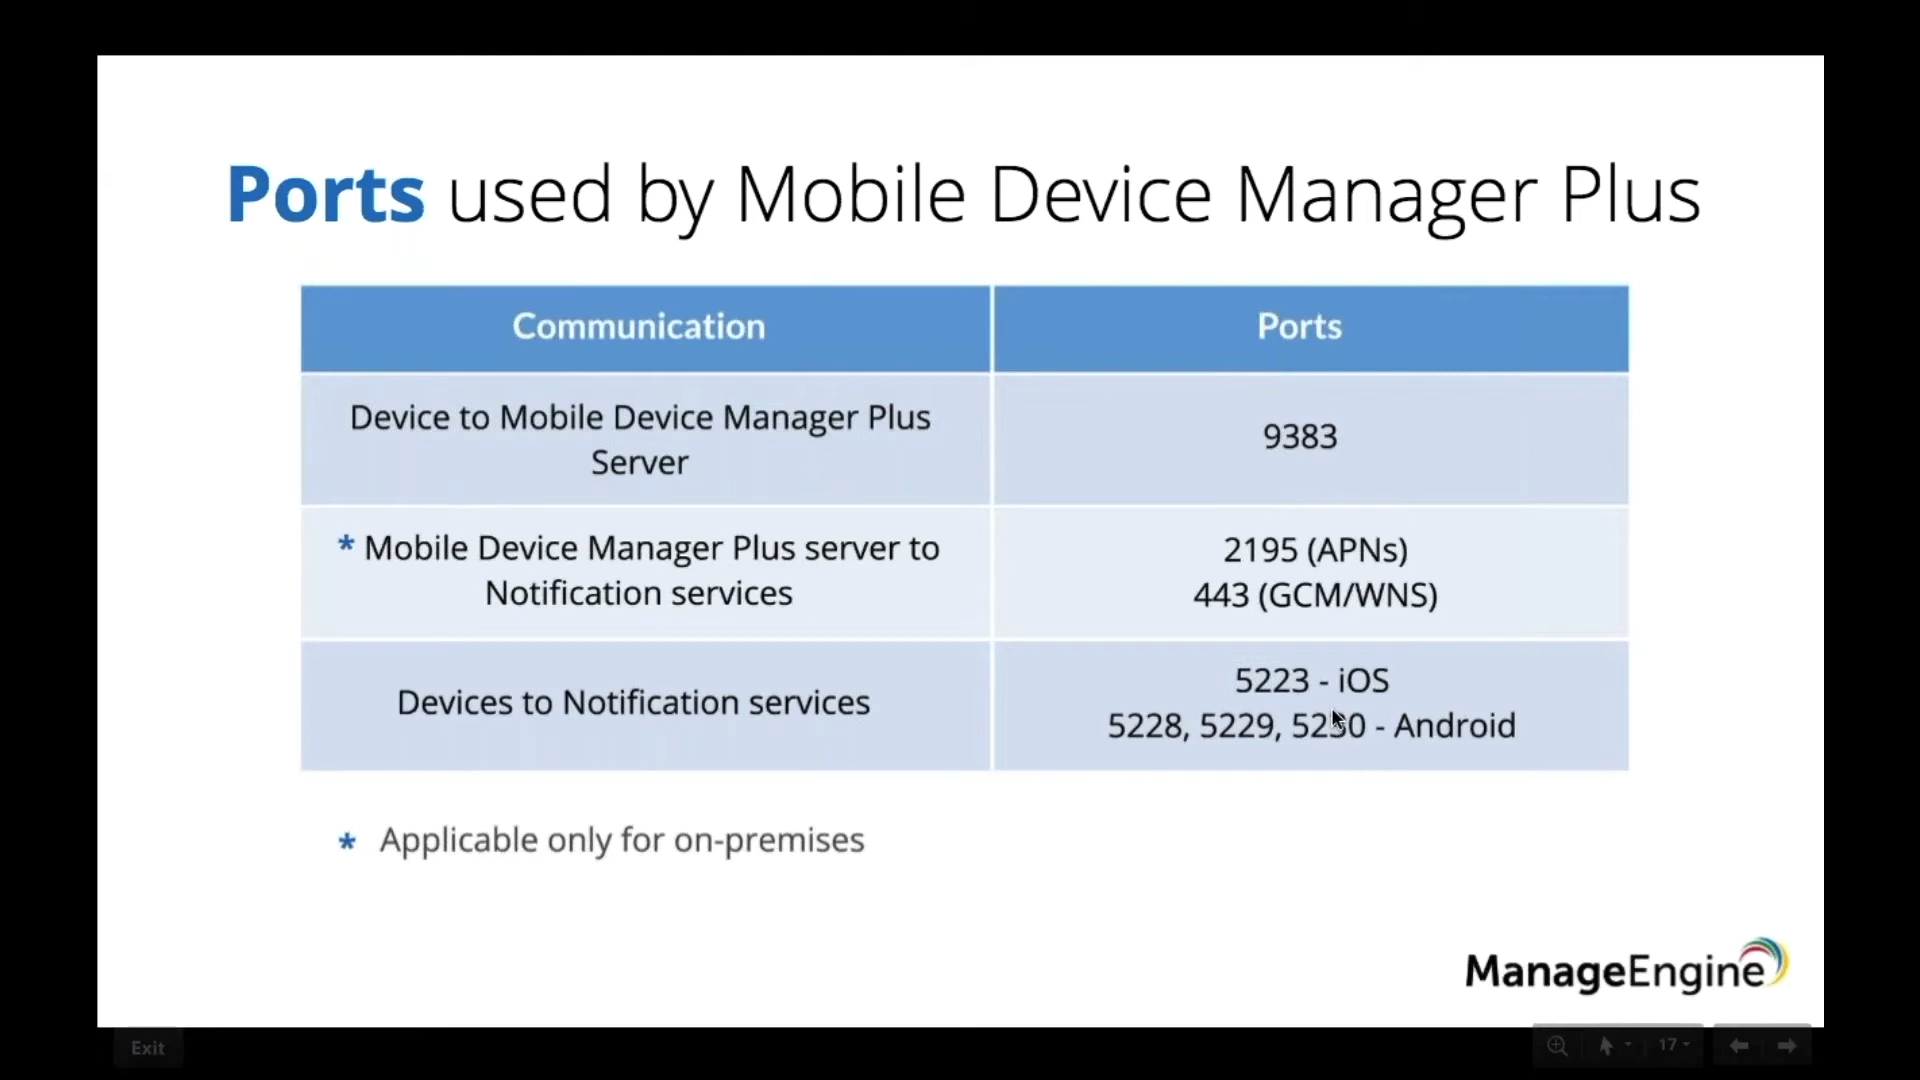 Ports used by Mobile Device Manager Plus
Communication
Ports
Device to Mobile Device Manager Plus
Server
9383
* Mobile Device Manager Plus server to
Notification services
2195 (APNs)
443 (GCM/WNS)
Devices to Notification services
5223 - iOS
5228, 5229, 5230 - Android
* Applicable only for on-premises
ManageEngine
Exit
17